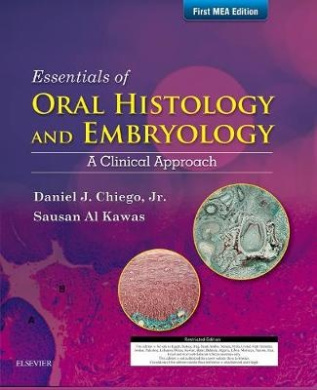 First MEA Edition
Essentials of
ORAL HISTOLOGY
AND EMBRYOLOGY
A Clinical Approach
Daniel J. Chiego, Jr.
Sausan Al Kawas
A
B
Restricted Edition
ELSEVIER